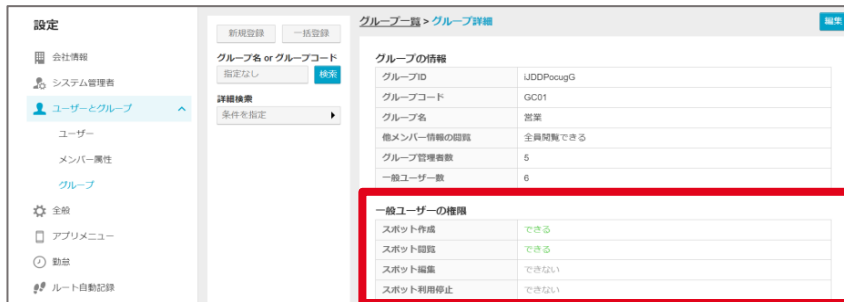 設定
会社情報
システム管理者
ユーザーとグループ
ユーザー
メンバー属性
グループ
全般
アプリメニュー
勤怠
ルート自動記録
新規登録 一括登録
グループ名 or グループコード
指定なし 検索
詳細検索
条件を指定
グループ一覧 > グループ詳細 編集
グループの情報
グループID iJDDPocugG
グループコード GC01
グループ名 営業
他メンバー情報の閲覧 全員閲覧できる
グループ管理者数 5
一般ユーザー数 6
一般ユーザーの権限
スポット作成 できる
スポット閲覧 できる
スポット編集 できない
スポット利用停止 できない